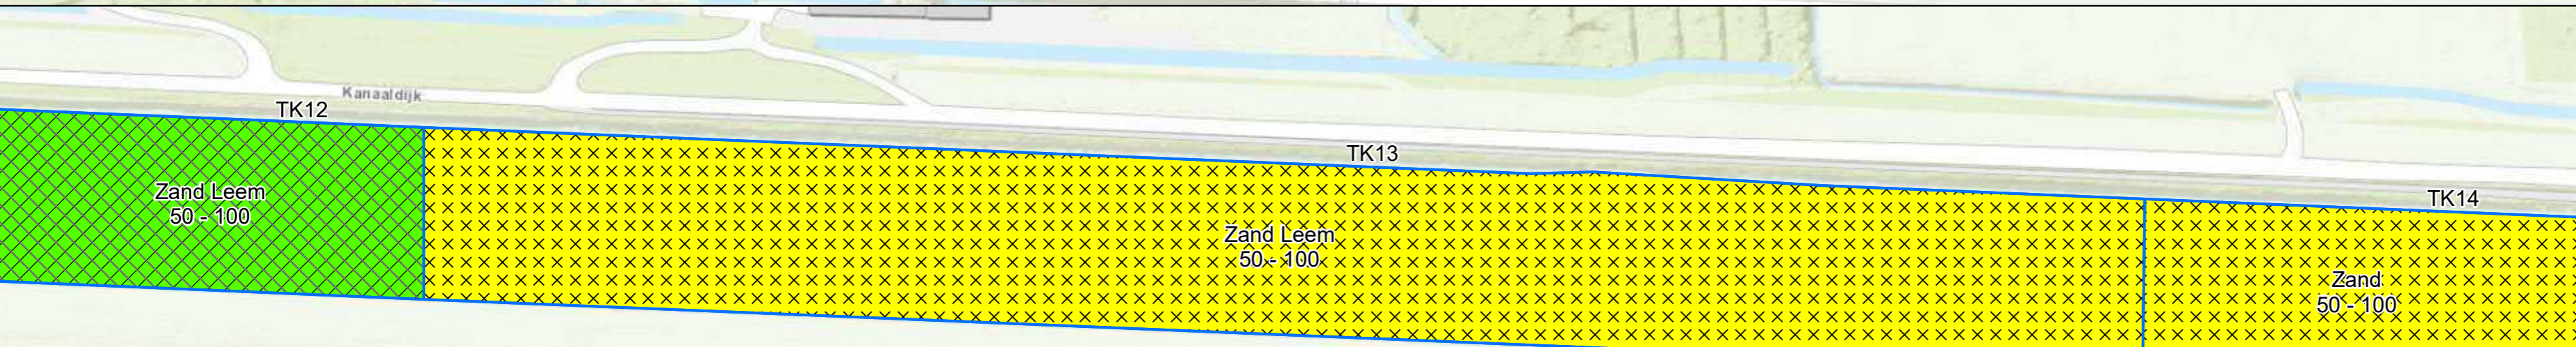 Kanaaldijk
TK12
TK13
TK14
Zand Leem
50 - 100
Zand Leem
50 - 100
Zand
50 - 100